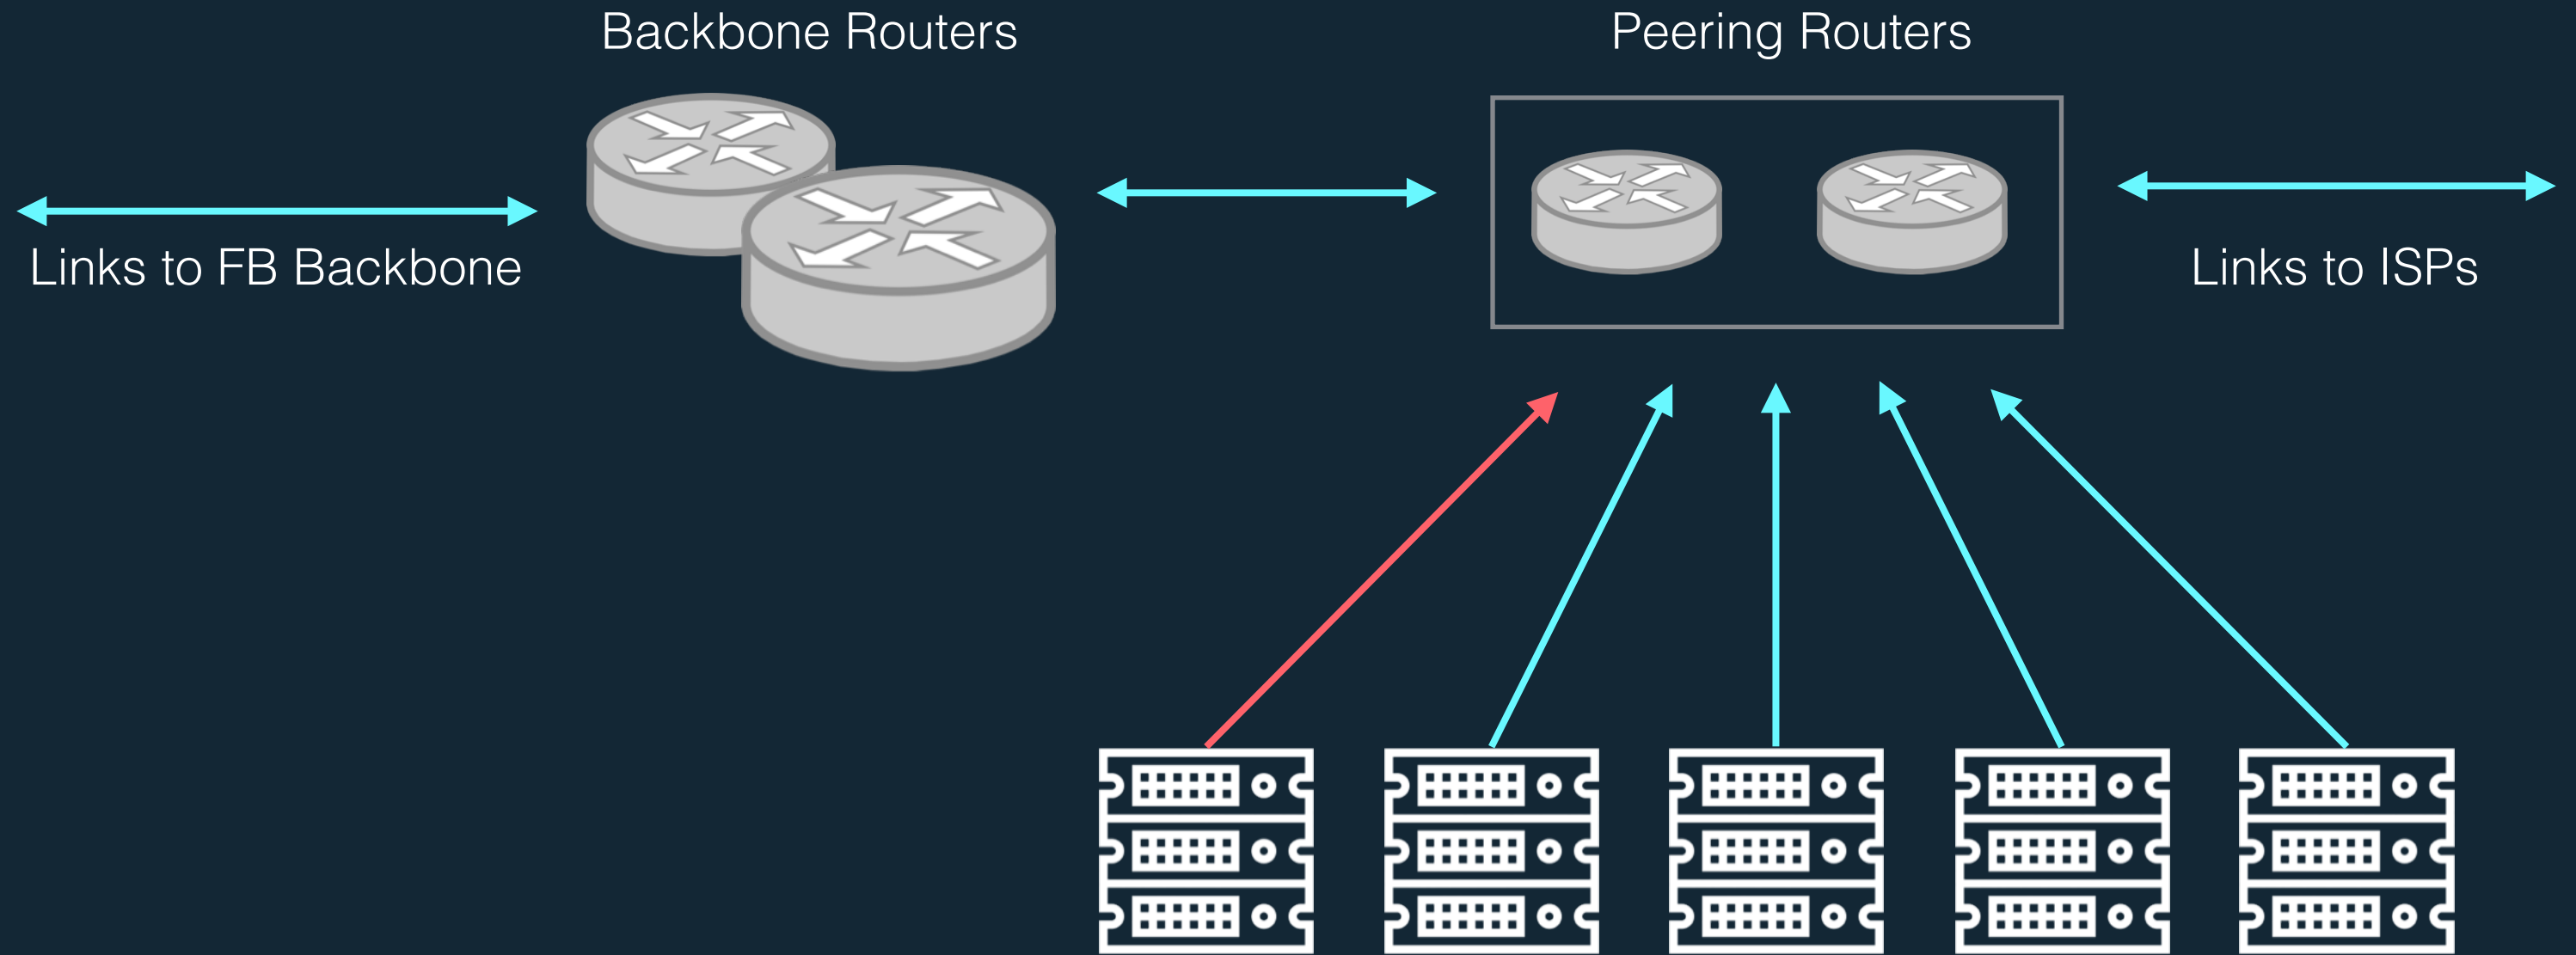 Backbone Routers
Peering Routers
Links to FB Backbone
Links to ISPs